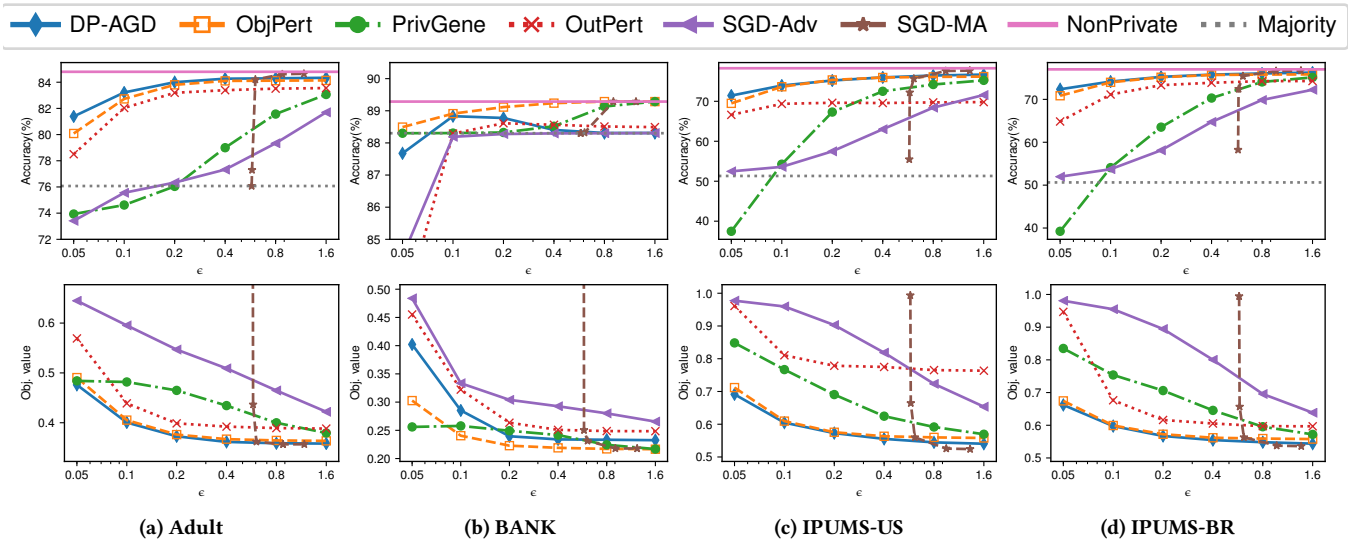 DP-AGD ObjPert PrivGene OutPert SGD-Adv SGD-MA NonPrivate Majority
84
82
80
78
76
74
72
Accuracy(%)
0.05 0.1 0.2 0.4 0.8 1.6
ϵ
90
89
88
87
86
85
Accuracy(%)
0.05 0.1 0.2 0.4 0.8 1.6
ϵ
70
60
50
40
Accuracy(%)
0.05 0.1 0.2 0.4 0.8 1.6
ϵ
70
60
50
40
Accuracy(%)
0.05 0.1 0.2 0.4 0.8 1.6
ϵ
0.6
0.5
0.4
Obj. value
0.05 0.1 0.2 0.4 0.8 1.6
ϵ
0.50
0.45
0.40
0.35
0.30
0.25
0.20
Obj. value
0.05 0.1 0.2 0.4 0.8 1.6
ϵ
1.0
0.9
0.8
0.7
0.6
0.5
Obj. value
0.05 0.1 0.2 0.4 0.8 1.6
ϵ
1.0
0.9
0.8
0.7
0.6
0.5
Obj. value
0.05 0.1 0.2 0.4 0.8 1.6
ϵ
(a) Adult
(b) BANK
(c) IPUMS-US
(d) IPUMS-BR